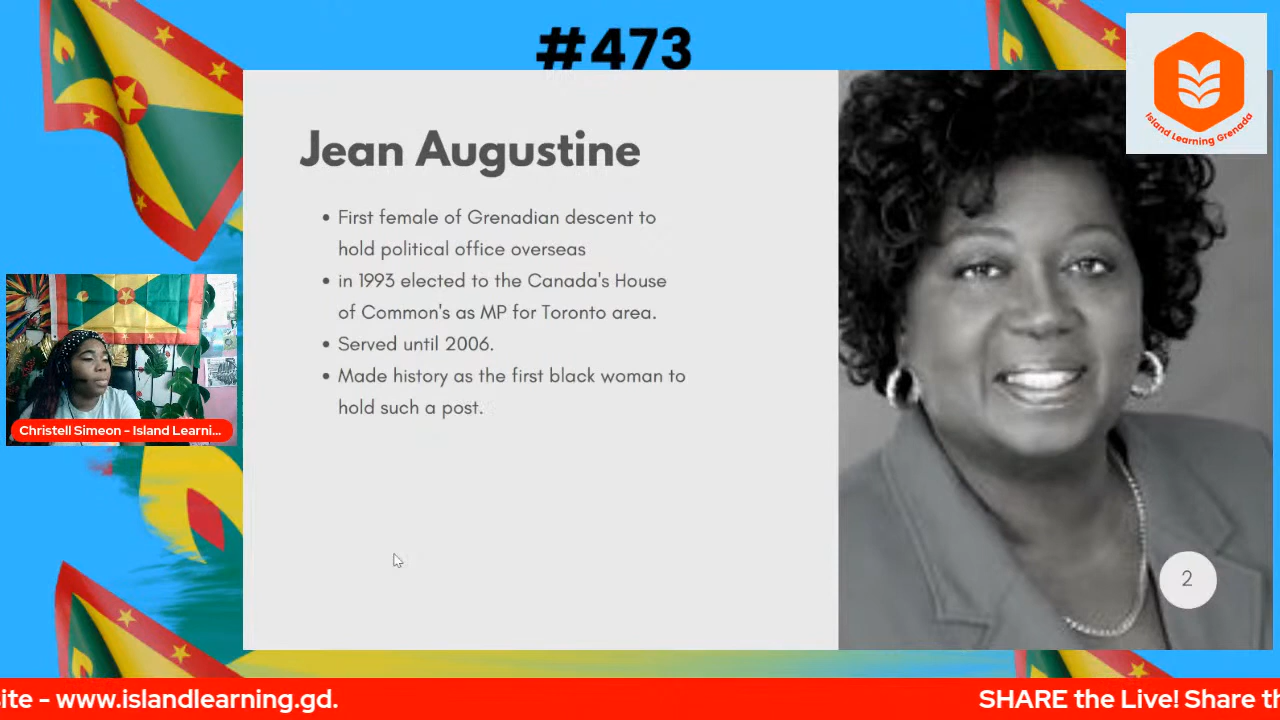 #473
Island Learning Grenada
Jean Augustine
• First female of Grenadian descent to
hold political office overseas
• in 1993 elected to the Canada's House
of Common's as MP for Toronto area.
• Served until 2006.
• Made history as the first black woman to
hold such a post.
Christell Simeon - Island Learni...
2
ite - www.islandlearning.gd.
SHARE the Live! Share th